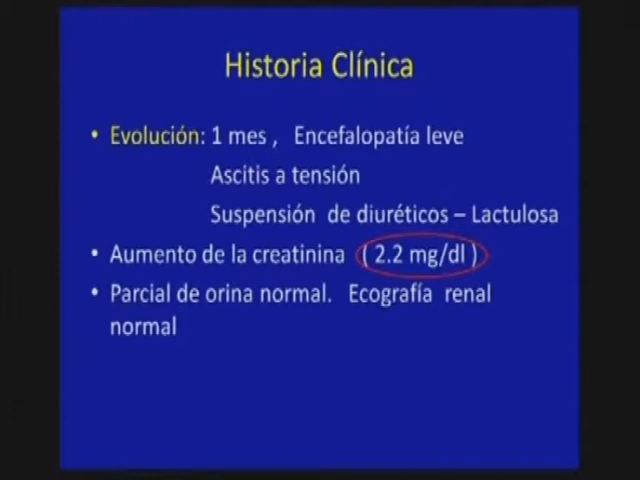 Historia Clínica
• Evolución: 1 mes , Encefalopatía leve
Ascitis a tensión
Suspensión de diuréticos – Lactulosa
• Aumento de la creatinina ( 2.2 mg/dl )
• Parcial de orina normal. Ecografía renal
normal